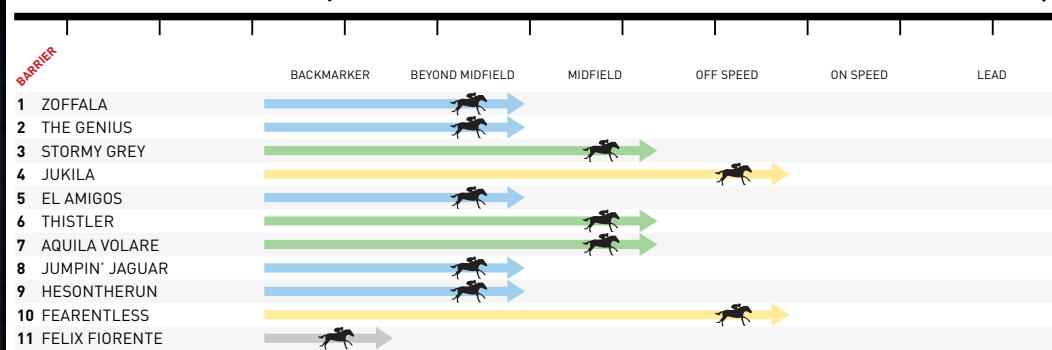 BARRIER
BACKMARKER BEYOND MIDFIELD MIDFIELD OFF SPEED ON SPEED LEAD
1 ZOFFALA
2 THE GENIUS
3 STORMY GREY
4 JUKILA
5 EL AMIGOS
6 THISTLER
7 AQUILA VOLARE
8 JUMPIN' JAGUAR
9 HESONTHERUN
10 FEARENTLESS
11 FELIX FIORENTE